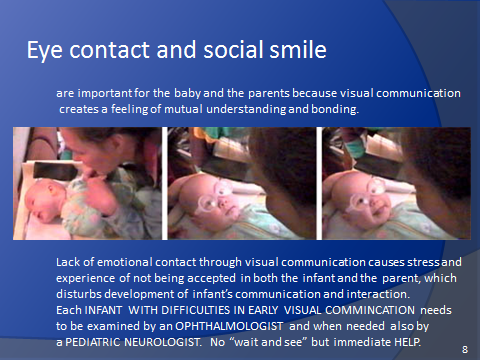 Eye contact and social smile
are important for the baby and the parents because visual communication
creates a feeling of mutual understanding and bonding.
Lack of emotional contact through visual communication causes stress and
experience of not being accepted in both the infant and the parent, which
disturbs development of infant's communication and interaction.
Each INFANT WITH DIFFICULTIES IN EARLY VISUAL COMMINCATION needs
to be examined by an OPHTHALMOLOGIST and when needed also by
a PEDIATRIC NEUROLOGIST. No "wait and see" but immediate HELP.
8